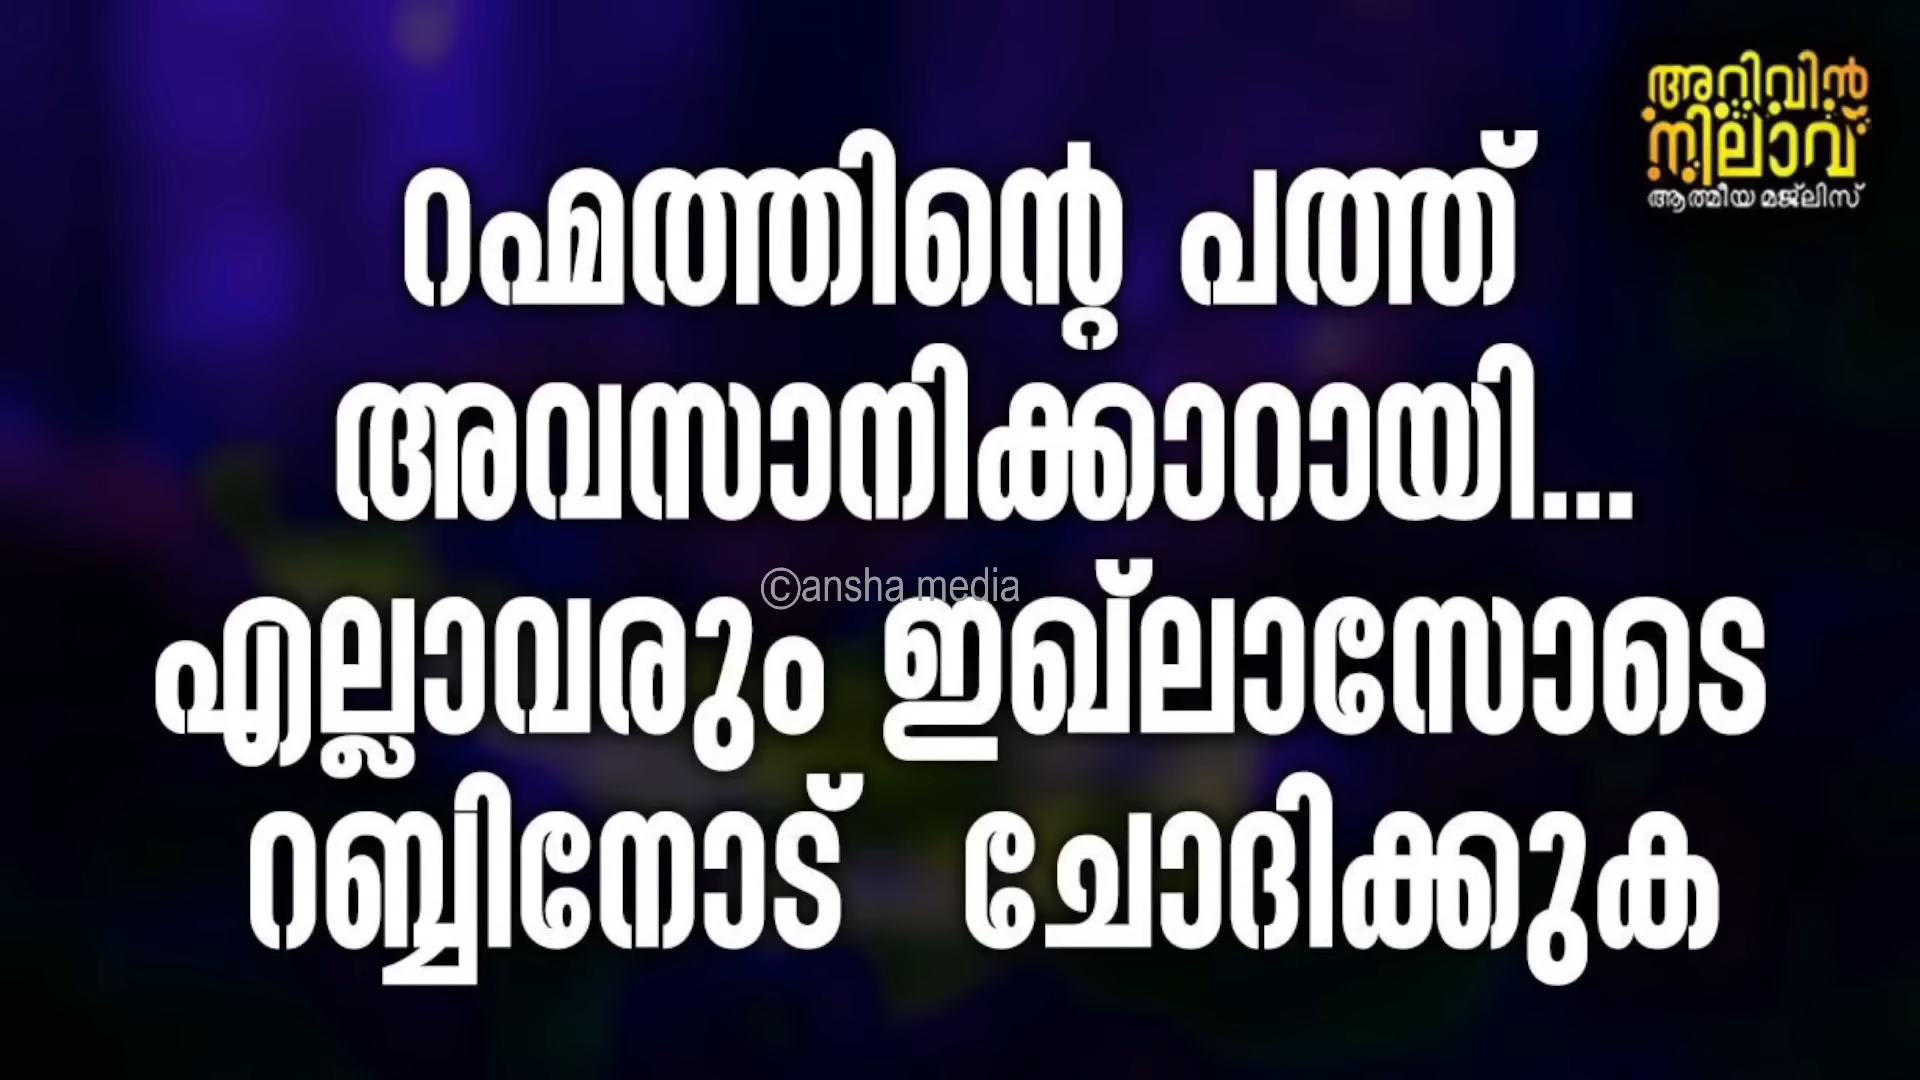 അറിവിൻ
നിലാവ്
ആത്മീയ മജ്ലിസ്
റഹ്മത്തിന്റെ പത്ത്
അവസാനിക്കാറായി...
©ansha media
എല്ലാവരും ഇഖ്ലാസോടെ
റബ്ബിനോട് ചോദിക്കുക